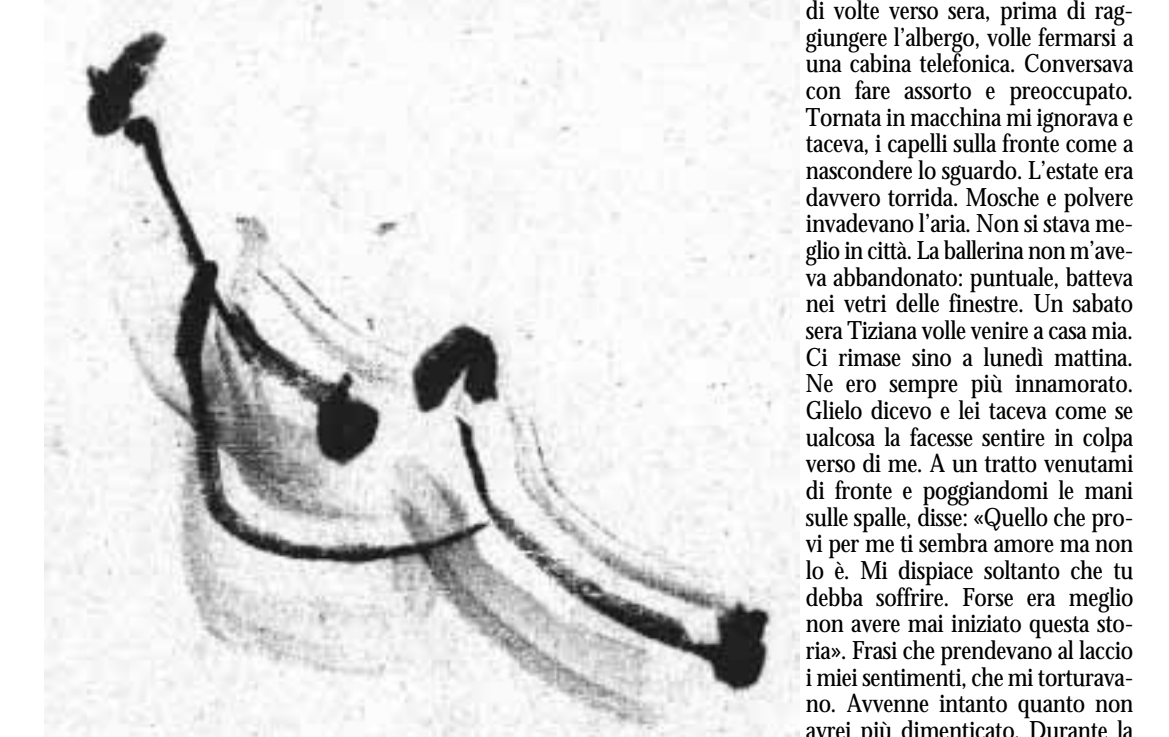 di volte verso sera, prima di rag-
giungere l'albergo, volle fermarsi a
una cabina telefonica. Conversava
con fare assorto e preoccupato.
Tornata in macchina mi ignorava e
taceva, i capelli sulla fronte come a
nascondere lo sguardo. L'estate era
davvero torrida. Mosche e polvere
invadevano l'aria. Non si stava me-
glio in città. La ballerina non m'ave-
va abbandonato: puntuale, batteva
nei vetri delle finestre. Un sabato
sera Tiziana volle venire a casa mia.
Ci rimase sino a lunedì mattina.
Ne ero sempre più innamorato.
Glielo dicevo e lei taceva come se
ualcosa la facesse sentire in colpa
verso di me. A un tratto venutami
di fronte e poggiandomi le mani
sulle spalle, disse: «Quello che pro-
vi per me ti sembra amore ma non
lo è. Mi dispiace soltanto che tu
debba soffrire. Forse era meglio
non avere mai iniziato questa sto-
ria». Frasi che prendevano al laccio
i miei sentimenti, che mi torturava-
no. Avvenne intanto quanto non
avrei più dimenticato. Durante la